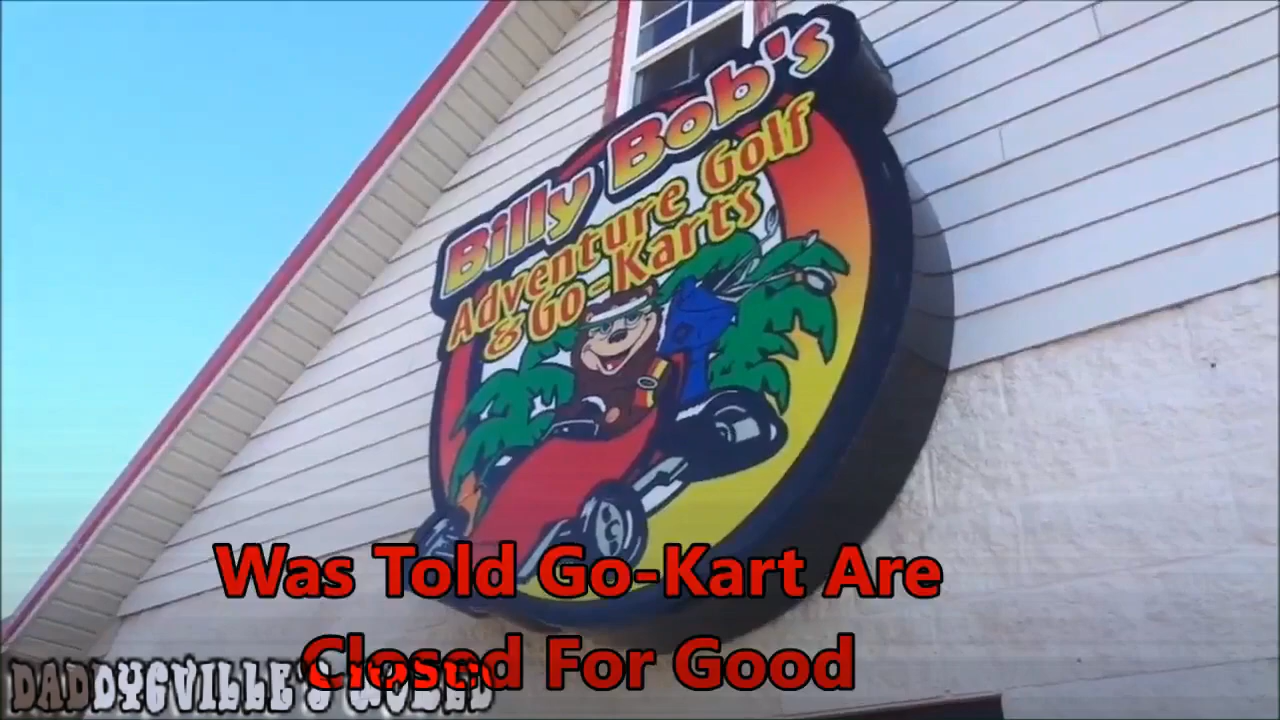 Billy Bob's
Adventure Golf
& Go-Karts
Was Told Go-Kart Are
Closed For Good
DADDYGVILLE'S WORLD